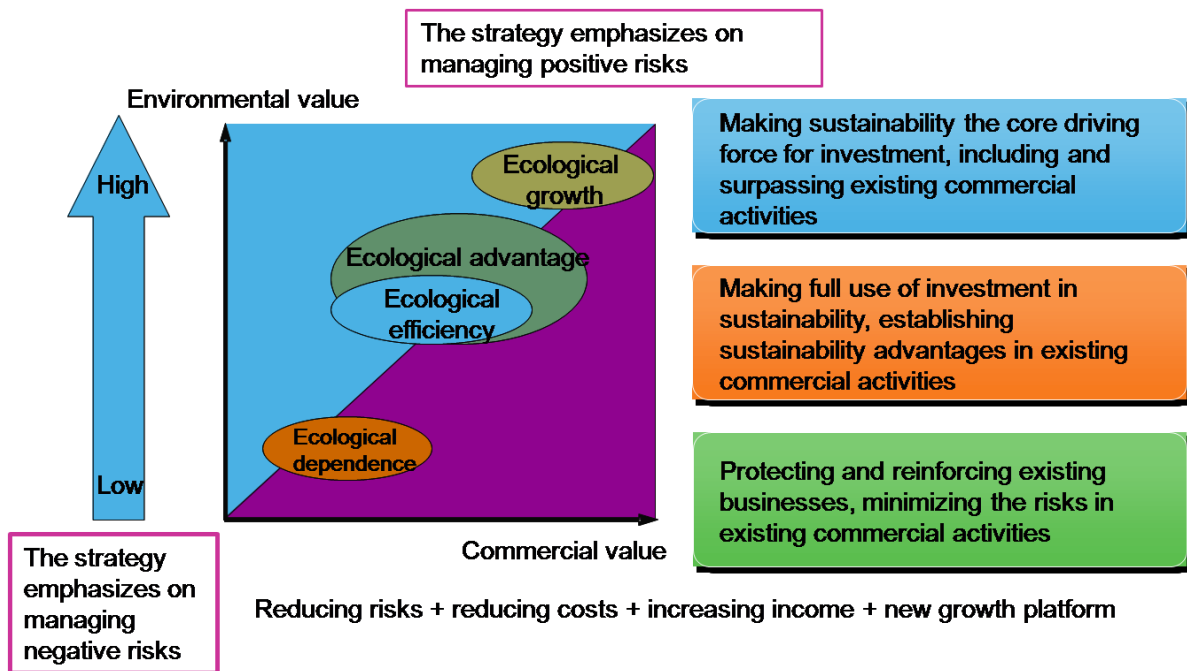 The strategy emphasizes on
managing positive risks
Environmental value
High
Low
Ecological
growth
Ecological advantage
Ecological
efficiency
Ecological
dependence
Commercial value
Making sustainability the core driving
force for investment, including and
surpassing existing commercial
activities
Making full use of investment in
sustainability, establishing
sustainability advantages in existing
commercial activities
Protecting and reinforcing existing
businesses, minimizing the risks in
existing commercial activities
The strategy
emphasizes on
managing
negative risks
Reducing risks + reducing costs + increasing income + new growth platform